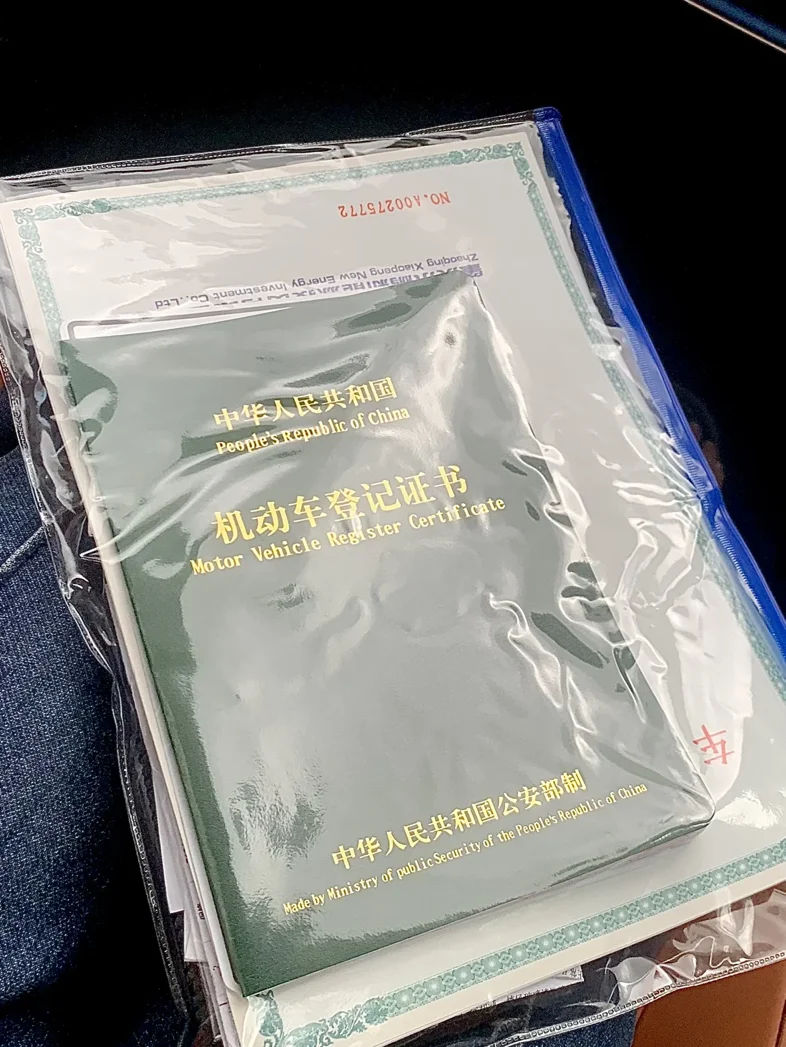 NO.A00275772
Zhaoqing Xiaopeng New Energy Investment Co., Ltd
中华人民共和国
People's Republic of China
机动车登记证书
Motor Vehicle Register Certificate
中华人民共和国公安部制
Made by Ministry of public Security of the People's Republic of China
车